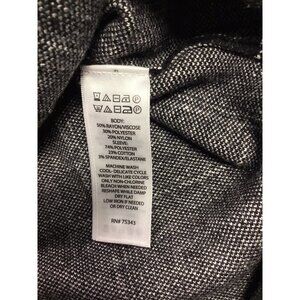 BODY:
50% RAYON/VISCOSE
30% POLYESTER
20% NYLON
SLEEVE:
74% POLYESTER
23% COTTON
3% SPANDEX/ELASTANE
MACHINE WASH
COOL- DELICATE CYCLE
WASH WITH LIKE COLORS
ONLY NON-CHLORINE
BLEACH WHEN NEEDED
RESHAPE WHILE DAMP
DRY FLAT
LOW IRON IF NEEDED
OR DRY CLEAN
RN# 75343